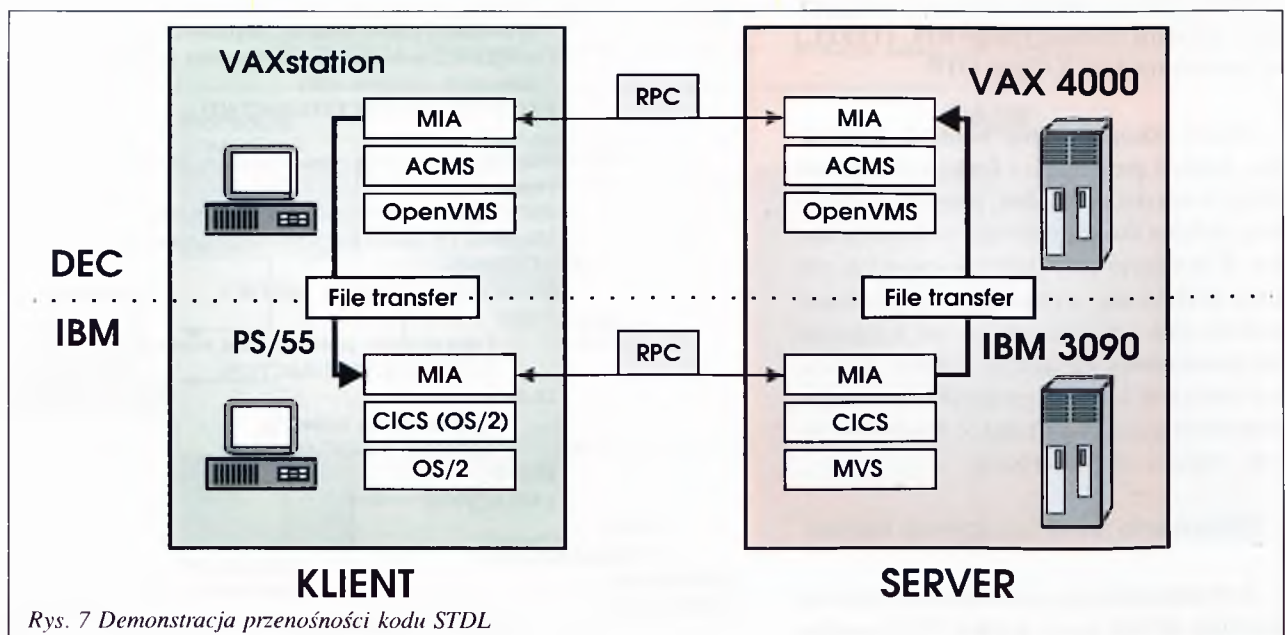 VAXstation
MIA
ACMS
OpenVMS
RPC
MIA
ACMS
OpenVMS
VAX 4000
DEC
IBM
File transfer
File transfer
PS/55
MIA
CICS (OS/2)
OS/2
RPC
MIA
CICS
MVS
IBM 3090
KLIENT
SERVER
Rys. 7 Demonstracja przenośności kodu STDL